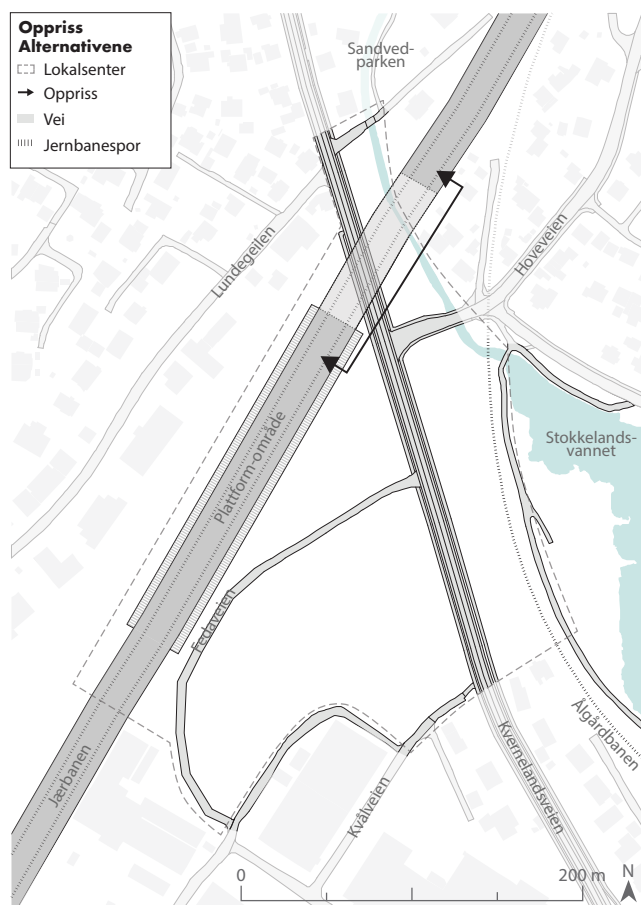 Oppriss
Alternativene
Lokalsenter
Oppriss
Vei
Jernbanespor
Sandved-
parken
Lundegeilen
Hoveveien
Stokkelands-
vannet
Plattform-område
Fedaveien
Jærbanen
Kvålveien
Kvernelandsveien
Ålgårdbanen
0
200 m
N